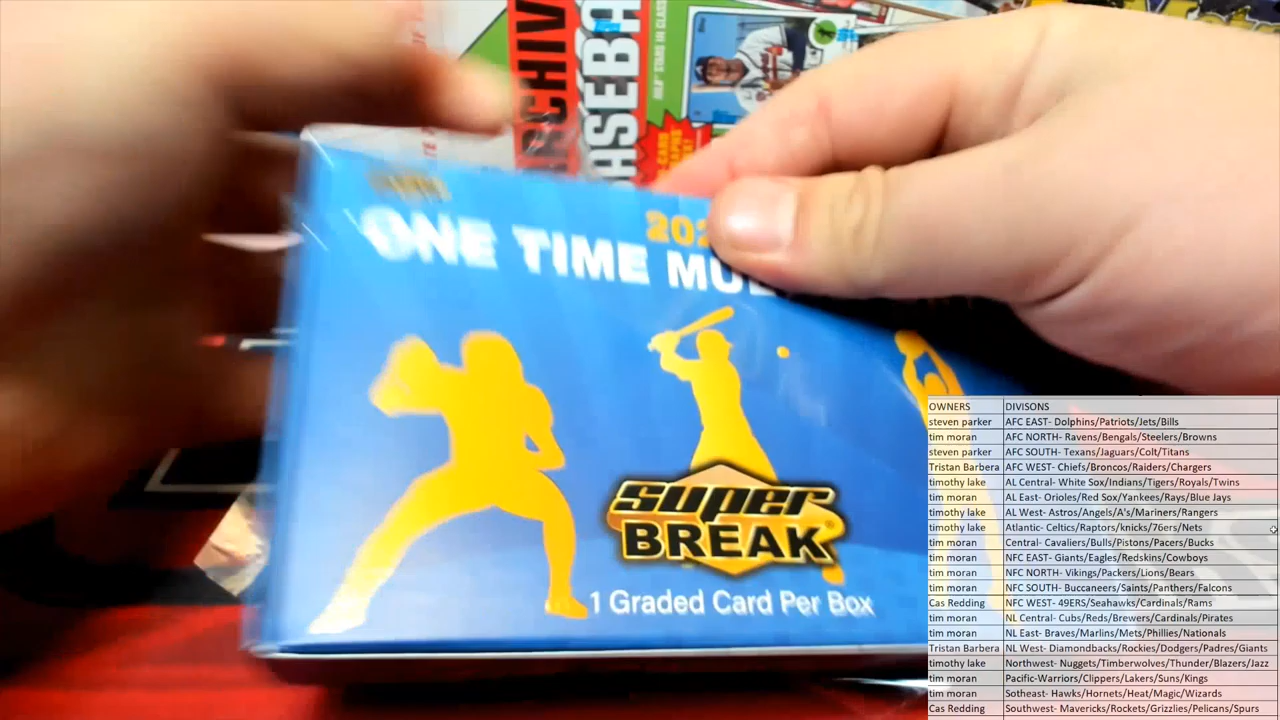 ARCHIV
ASEBA
MLB STARS IN CLASS
202
ONE TIME MUL
super
BREAK
1 Graded Card Per Box
OWNERS DIVISONS
steven parker AFC EAST- Dolphins/Patriots/Jets/Bills
tim moran AFC NORTH- Ravens/Bengals/Steelers/Browns
steven parker AFC SOUTH- Texans/Jaguars/Colt/Titans
Tristan Barbera AFC WEST- Chiefs/Broncos/Raiders/Chargers
timothy lake AL Central- White Sox/Indians/Tigers/Royals/Twins
tim moran AL East- Orioles/Red Sox/Yankees/Rays/Blue Jays
timothy lake AL West- Astros/Angels/A's/Mariners/Rangers
timothy lake Atlantic- Celtics/Raptors/knicks/76ers/Nets
tim moran Central- Cavaliers/Bulls/Pistons/Pacers/Bucks
tim moran NFC EAST- Giants/Eagles/Redskins/Cowboys
tim moran NFC NORTH- Vikings/Packers/Lions/Bears
tim moran NFC SOUTH- Buccaneers/Saints/Panthers/Falcons
Cas Redding NFC WEST- 49ERS/Seahawks/Cardinals/Rams
tim moran NL Central- Cubs/Reds/Brewers/Cardinals/Pirates
tim moran NL East- Braves/Marlins/Mets/Phillies/Nationals
Tristan Barbera NL West- Diamondbacks/Rockies/Dodgers/Padres/Giants
timothy lake Northwest- Nuggets/Timberwolves/Thunder/Blazers/Jazz
tim moran Pacific-Warriors/Clippers/Lakers/Suns/Kings
tim moran Sotheast- Hawks/Hornets/Heat/Magic/Wizards
Cas Redding Southwest- Mavericks/Rockets/Grizzlies/Pelicans/Spurs